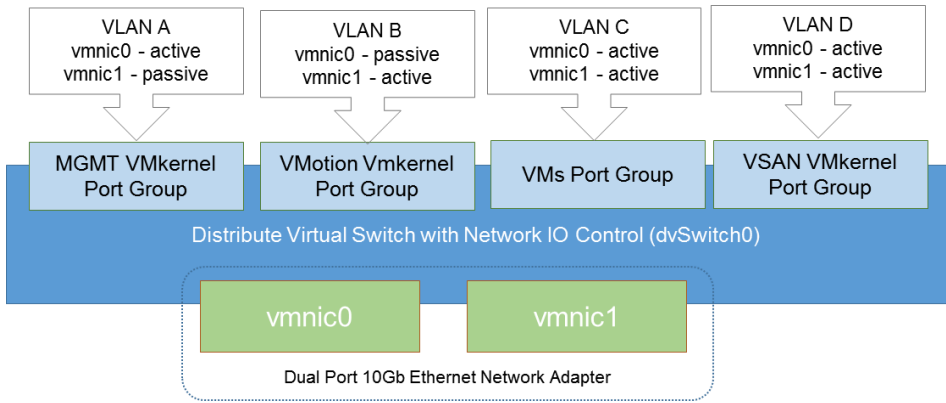 VLAN A
vmnic0 - active
vmnic1 - passive
VLAN B
vmnic0 - passive
vmnic1 - active
VLAN C
vmnic0 - active
vmnic1 - active
VLAN D
vmnic0 - active
vmnic1 - active
MGMT VMkernel
Port Group
VMotion Vmkernel
Port Group
VMs Port Group
VSAN VMkernel
Port Group
Distribute Virtual Switch with Network IO Control (dvSwitch0)
vmnic0
vmnic1
Dual Port 10Gb Ethernet Network Adapter